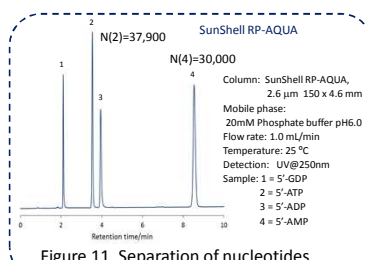 SunShell RP-AQUA
2
N(2)=37,900
N(4)=30,000
1
4
3
Column: SunShell RP-AQUA,
2.6 µm 150 x 4.6 mm
Mobile phase:
20mM Phosphate buffer pH6.0
Flow rate: 1.0 mL/min
Temperature: 25 ⁰C
Detection: UV@250nm
Sample: 1 = 5'-GDP
2 = 5'-ATP
3 = 5'-ADP
4 = 5'-AMP
0 2 4 6 8 10
Retention time/min
Figure 11. Separation of nucleotides